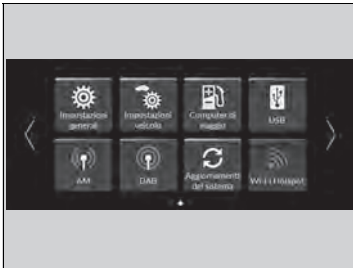 Impostazioni
generali
Impostazioni
veicolo
Computer di
viaggio
USB
AM
DAB
Aggiornamenti
del sistema
Wi-Fi Hotspot